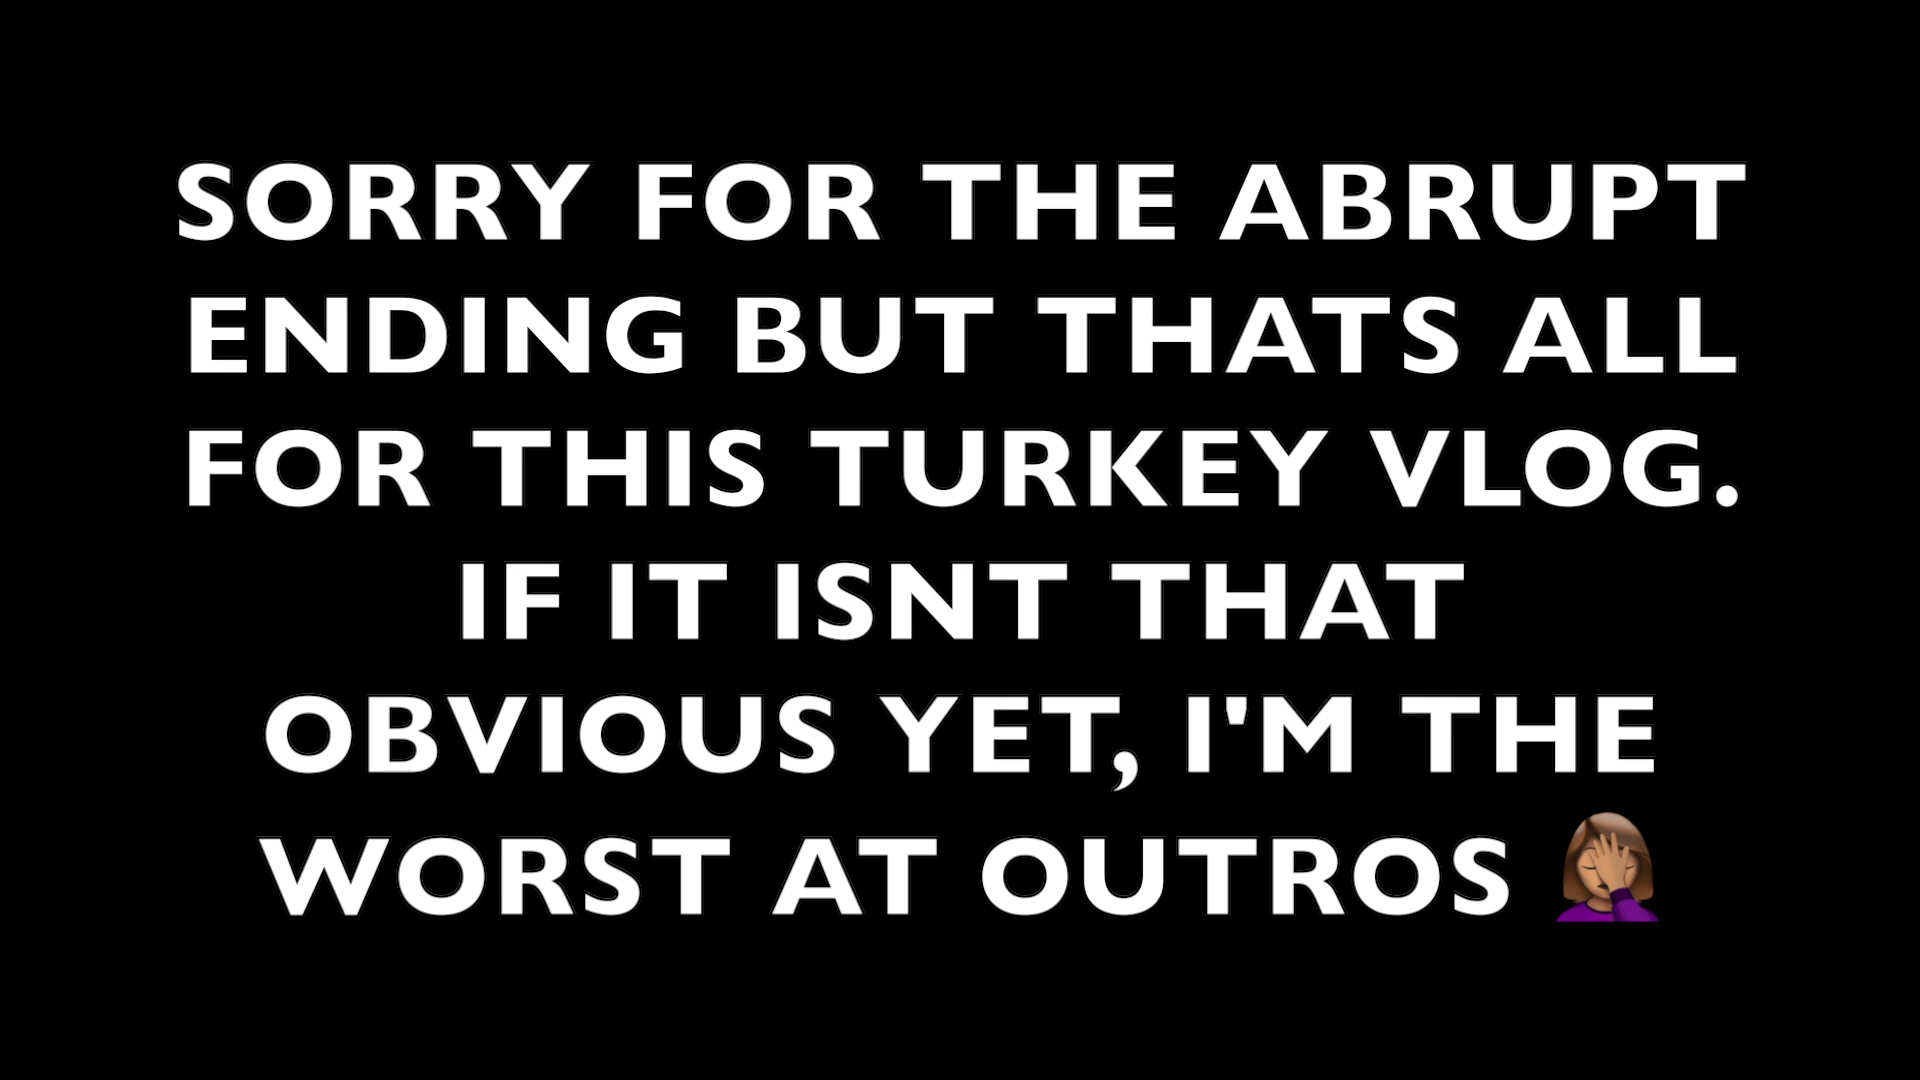 SORRY FOR THE ABRUPT
ENDING BUT THATS ALL
FOR THIS TURKEY VLOG.
IF IT ISNT THAT
OBVIOUS YET, I'M THE
WORST AT OUTROS 🤦🏽‍♀️